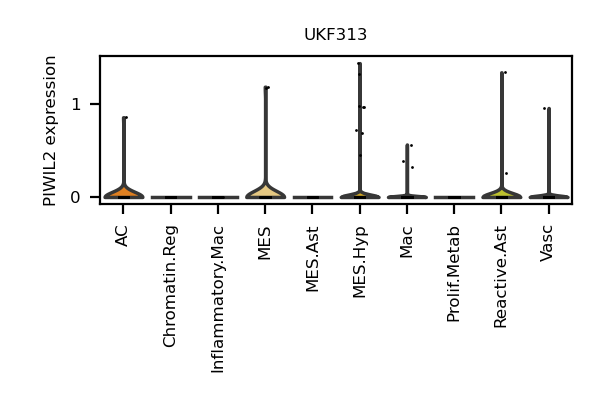 UKF313
PIWIL2 expression
1
0
AC
Chromatin.Reg
Inflammatory.Mac
MES
MES.Ast
MES.Hyp
Mac
Prolif.Metab
Reactive.Ast
Vasc